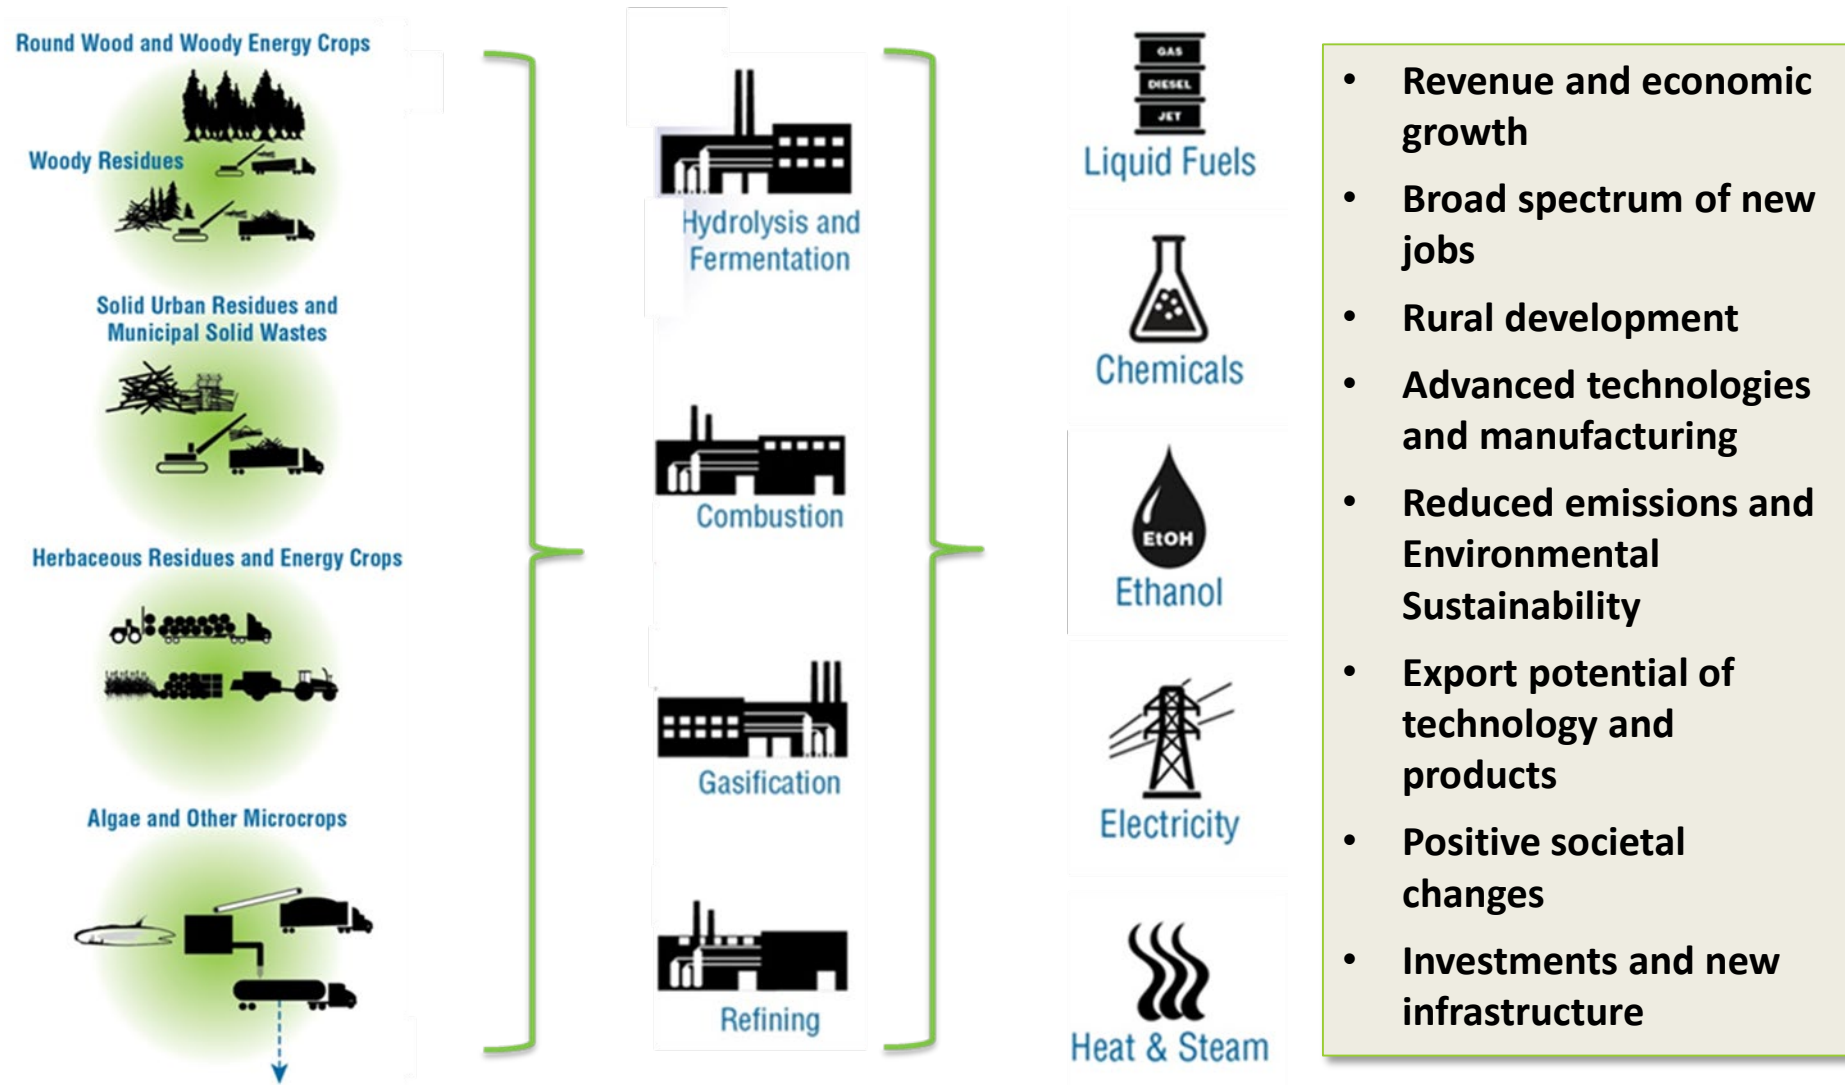 Round Wood and Woody Energy Crops
Woody Residues
Solid Urban Residues and
Municipal Solid Wastes
Herbaceous Residues and Energy Crops
Algae and Other Microcrops
Hydrolysis and
Fermentation
Combustion
Gasification
Refining
GAS
DIESEL
JET
Liquid Fuels
Chemicals
EtOH
Ethanol
Electricity
Heat & Steam
• Revenue and economic
growth
• Broad spectrum of new
jobs
• Rural development
• Advanced technologies
and manufacturing
• Reduced emissions and
Environmental
Sustainability
• Export potential of
technology and
products
• Positive societal
changes
• Investments and new
infrastructure